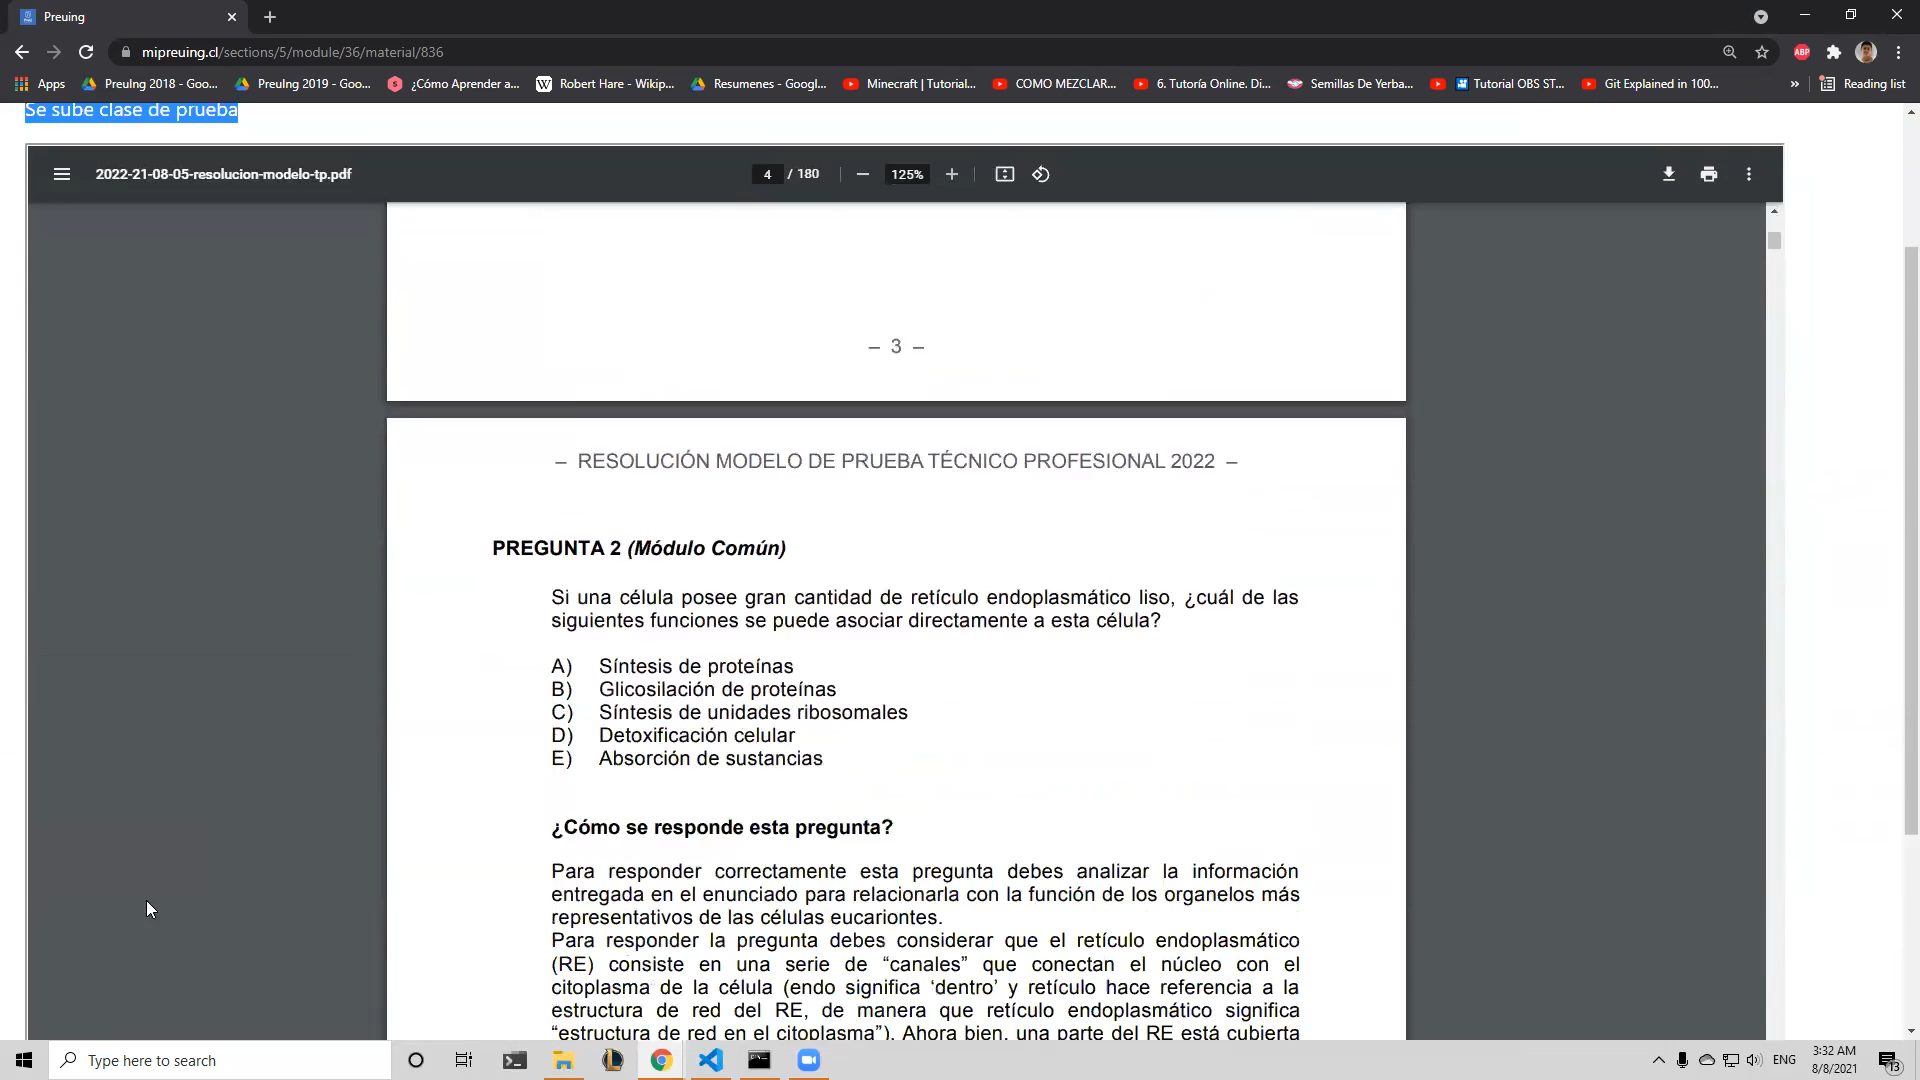 Preuing
mipreuing.cl/sections/5/module/36/material/836
ABP
Apps
PreuIng 2018 - Goo...
PreuIng 2019 - Goo...
¿Cómo Aprender a...
W
Robert Hare - Wikip...
Resumenes - Googl...
Minecraft | Tutorial...
COMO MEZCLAR...
6. Tutoría Online. Di...
Semillas De Yerba...
Tutorial OBS ST...
Git Explained in 100...
»
Reading list
Se sube clase de prueba
2022-21-08-05-resolucion-modelo-tp.pdf
4 / 180
125%
– 3 –
– RESOLUCIÓN MODELO DE PRUEBA TÉCNICO PROFESIONAL 2022 –
PREGUNTA 2 (Módulo Común)
Si una célula posee gran cantidad de retículo endoplasmático liso, ¿cuál de las
siguientes funciones se puede asociar directamente a esta célula?
A) Síntesis de proteínas
B) Glicosilación de proteínas
C) Síntesis de unidades ribosomales
D) Detoxificación celular
E) Absorción de sustancias
¿Cómo se responde esta pregunta?
Para responder correctamente esta pregunta debes analizar la información
entregada en el enunciado para relacionarla con la función de los organelos más
representativos de las células eucariontes.
Para responder la pregunta debes considerar que el retículo endoplasmático
(RE) consiste en una serie de “canales” que conectan el núcleo con el
citoplasma de la célula (endo significa ‘dentro’ y retículo hace referencia a la
estructura de red del RE, de manera que retículo endoplasmático significa
“estructura de red en el citoplasma”). Ahora bien, una parte del RE está cubierta
Type here to search
ENG
3:32 AM
8/8/2021
13